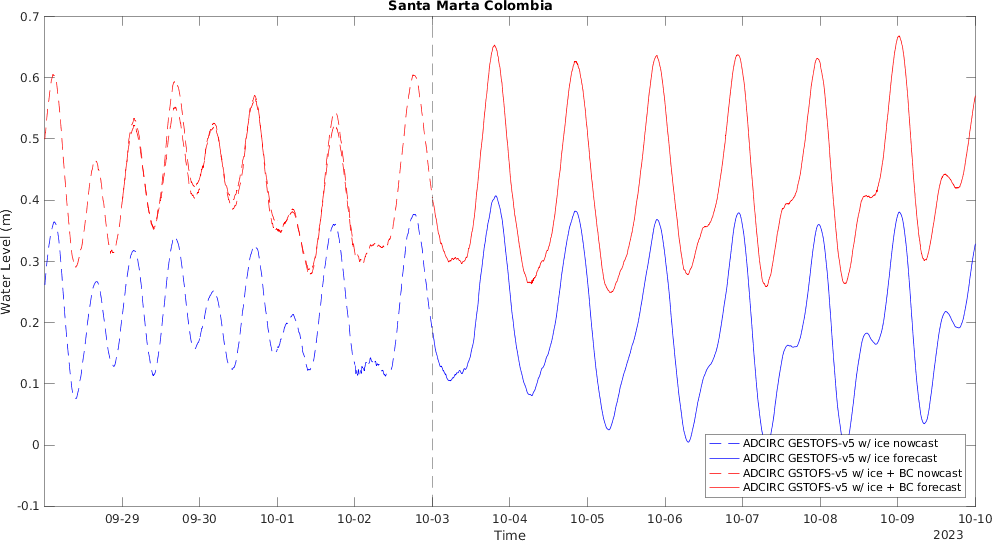 Santa Marta Colombia
0.7
0.6
0.5
0.4
0.3
0.2
0.1
0
-0.1
Water Level (m)
ADCIRC GESTOFS-v5 w/ ice nowcast
ADCIRC GESTOFS-v5 w/ ice forecast
ADCIRC GSTOFS-v5 w/ ice + BC nowcast
ADCIRC GSTOFS-v5 w/ ice + BC forecast
09-29 09-30 10-01 10-02 10-03 10-04 10-05 10-06 10-07 10-08 10-09 10-10
Time
2023